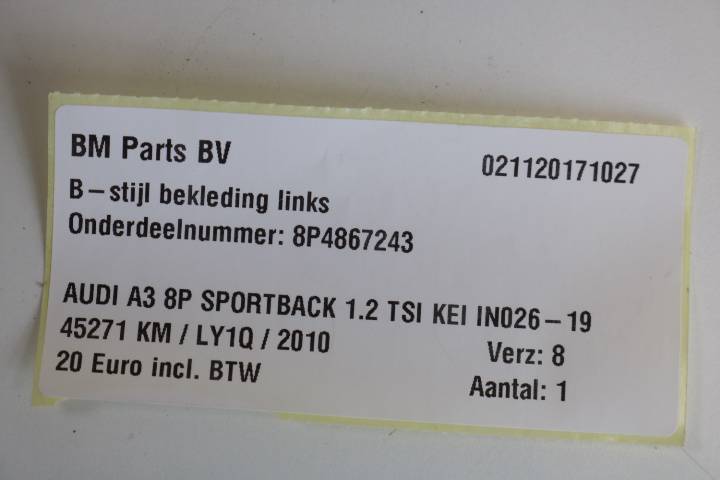 BM Parts BV 021120171027
B-stijl bekleding links
Onderdeelnummer: 8P4867243
AUDI A3 8P SPORTBACK 1.2 TSI KEI IN026-19
45271 KM / LY1Q / 2010 Verz: 8
20 Euro incl. BTW Aantal: 1